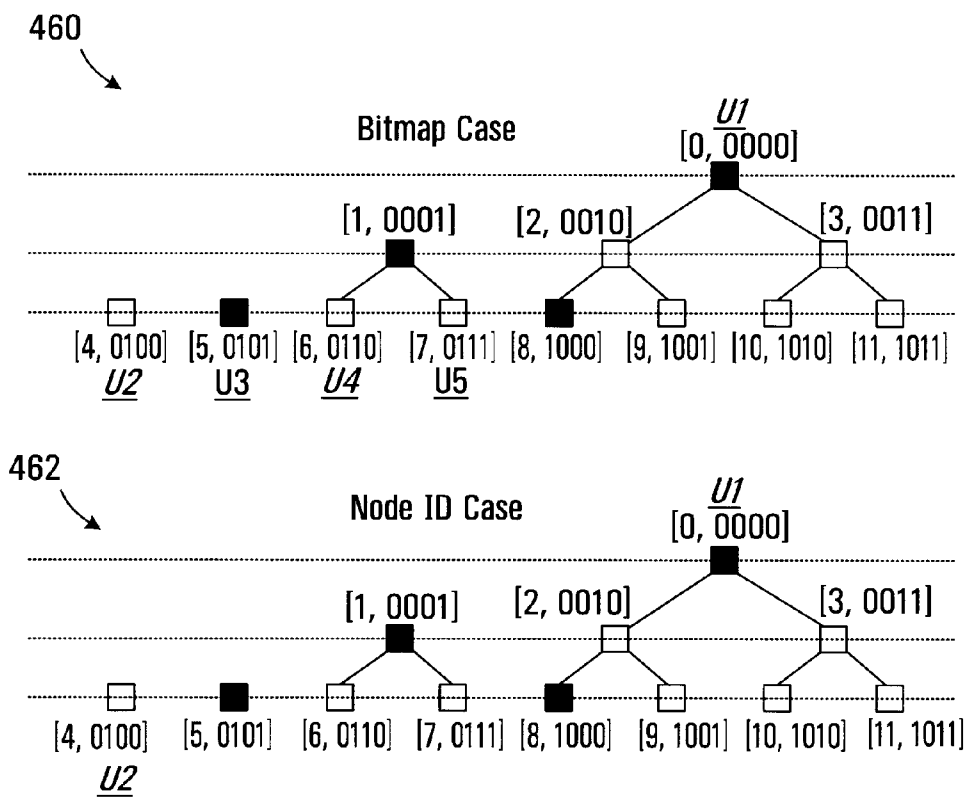 460
Bitmap Case
U1
[0, 0000]
[1, 0001] [2, 0010] [3, 0011]
[4, 0100] [5, 0101] [6, 0110] [7, 0111] [8, 1000] [9, 1001] [10, 1010] [11, 1011]
U2 U3 U4 U5
462
Node ID Case
U1
[0, 0000]
[1, 0001] [2, 0010] [3, 0011]
[4, 0100] [5, 0101] [6, 0110] [7, 0111] [8, 1000] [9, 1001] [10, 1010] [11, 1011]
U2